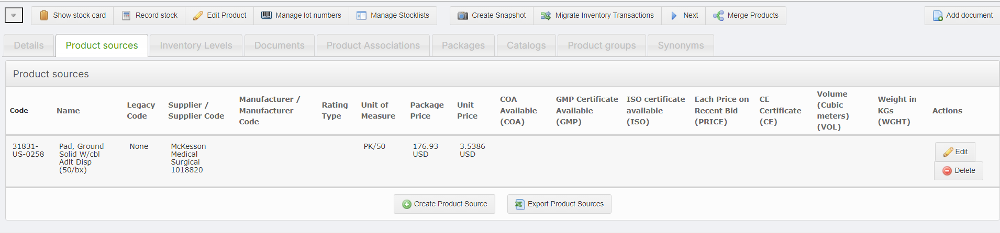 Show stock card Record stock Edit Product Manage lot numbers Manage Stocklists Create Snapshot Migrate Inventory Transactions Next Merge Products Add document
Details Product sources Inventory Levels Documents Product Associations Packages Catalogs Product groups Synonyms
Product sources
Code
Name
Legacy
Code
Supplier /
Supplier Code
Manufacturer /
Manufacturer
Code
Rating
Type
Unit of
Measure
Package
Price
Unit
Price
COA
Available
(COA)
GMP Certificate
Available
(GMP)
ISO certificate
available
(ISO)
Each Price on
Recent Bid
(PRICE)
CE
Certificate
(CE)
Volume
(Cubic
meters)
(VOL)
Weight in
KGs
(WGHT)
Actions
31831-
US-0258
Pad, Ground
Solid W/cbl
Adlt Disp
(50/bx)
None
McKesson
Medical
Surgical
1018820
PK/50
176.93
USD
3.5386
USD
Edit
Delete
Create Product Source Export Product Sources